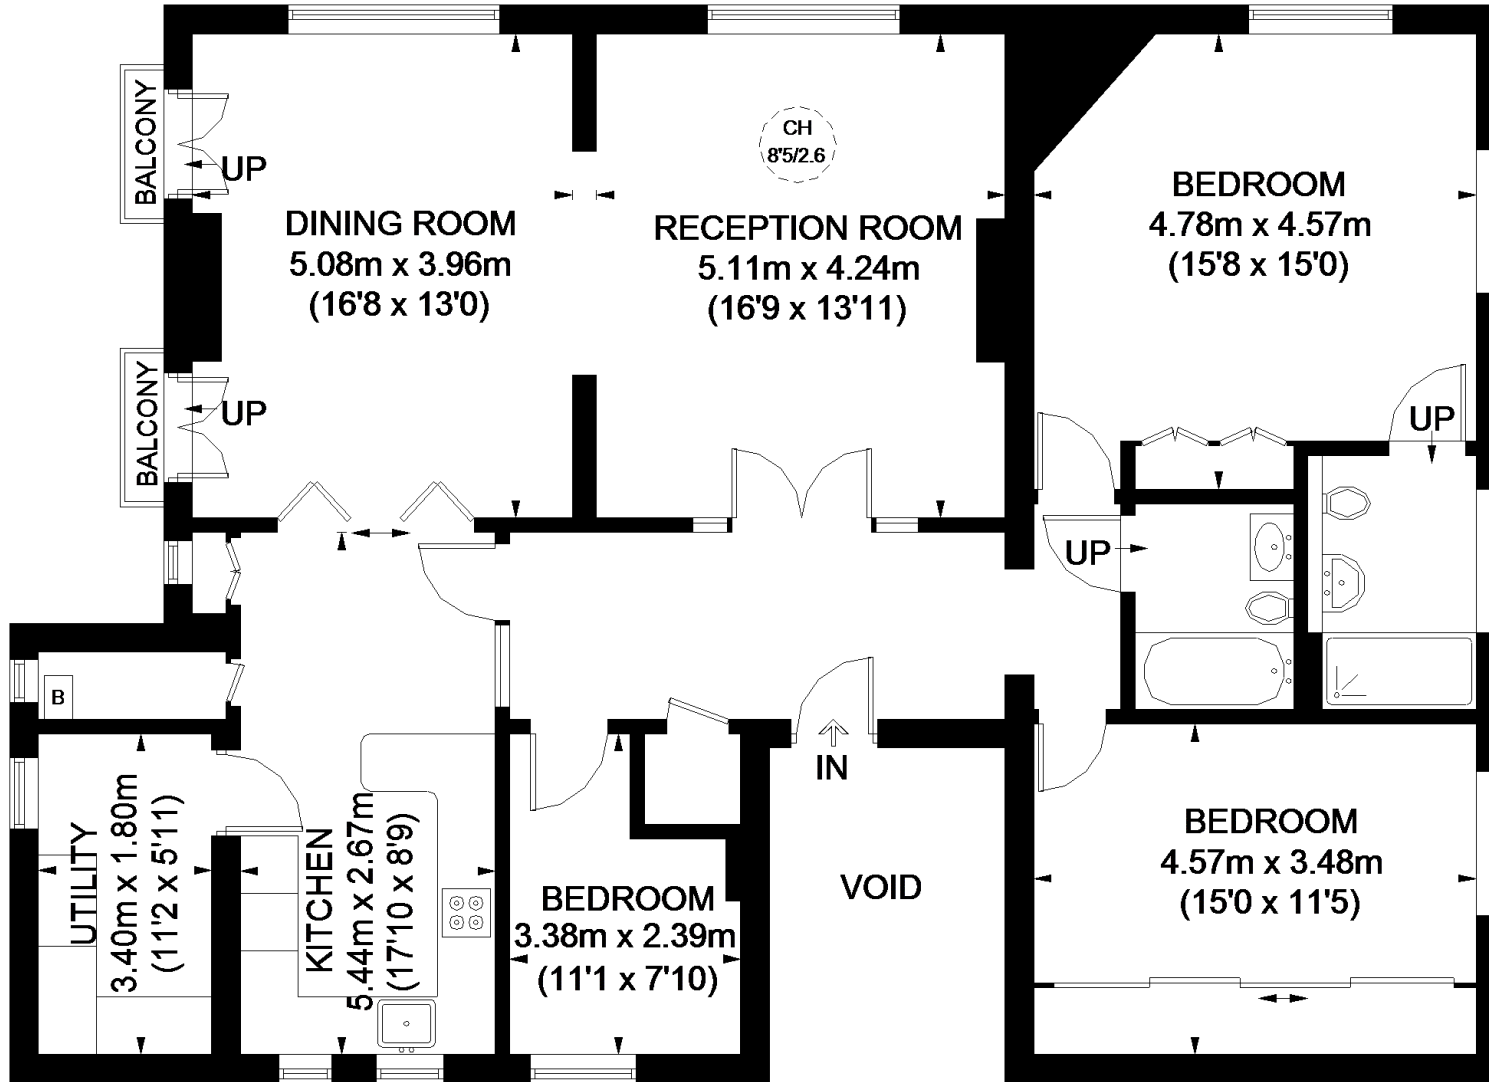 BALCONY
UP
DINING ROOM
5.08m x 3.96m
(16'8 x 13'0)
BALCONY
UP
CH
8'5/2.6
RECEPTION ROOM
5.11m x 4.24m
(16'9 x 13'11)
BEDROOM
4.78m x 4.57m
(15'8 x 15'0)
UP
UP
B
UTILITY
3.40m x 1.80m
(11'2 x 5'11)
KITCHEN
5.44m x 2.67m
(17'10 x 8'9)
BEDROOM
3.38m x 2.39m
(11'1 x 7'10)
IN
VOID
BEDROOM
4.57m x 3.48m
(15'0 x 11'5)